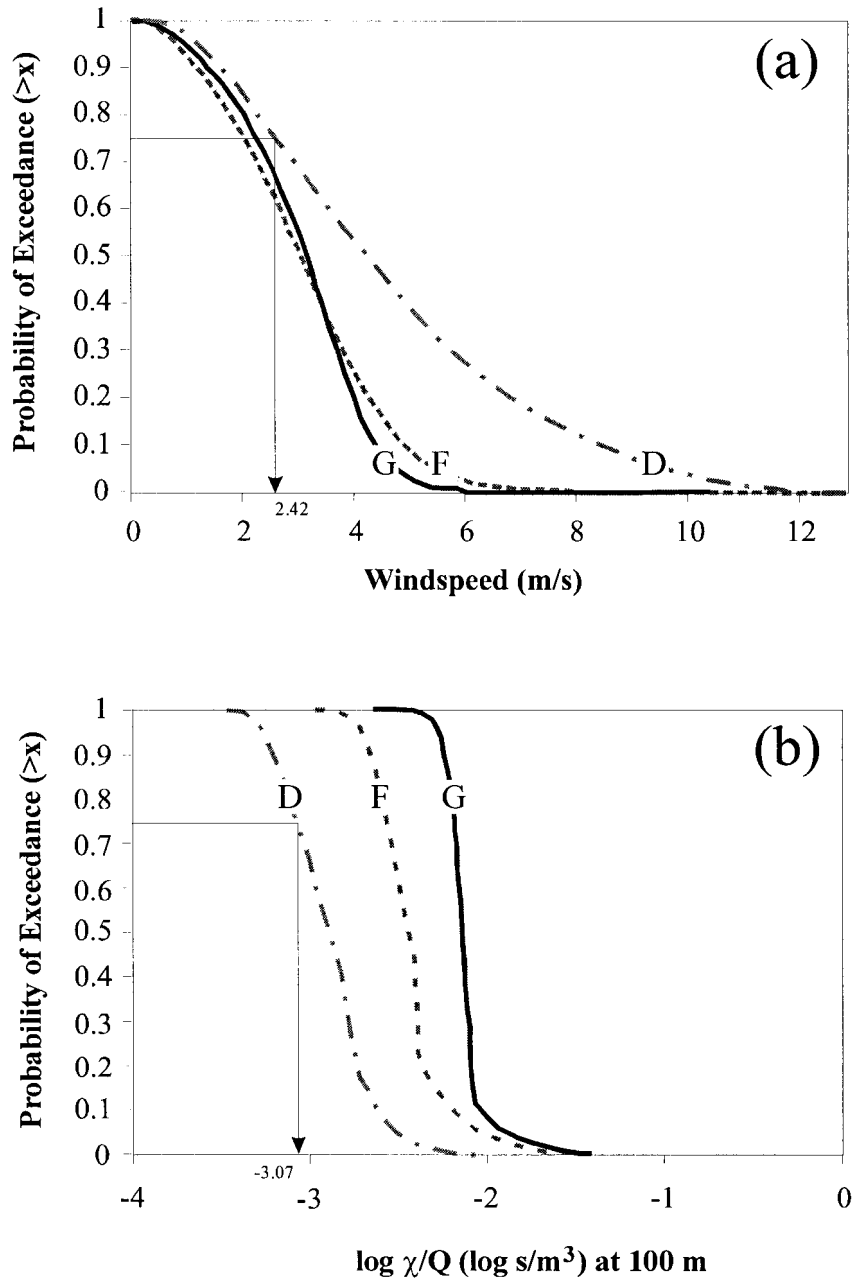 (a)
Probability of Exceedance (>x)
1
0.9
0.8
0.7
0.6
0.5
0.4
0.3
0.2
0.1
0
G
F
D
2.42
0 2 4 6 8 10 12
Windspeed (m/s)
(b)
Probability of Exceedance (>x)
1
0.9
0.8
0.7
0.6
0.5
0.4
0.3
0.2
0.1
0
D
F
G
-3.07
-4 -3 -2 -1 0
log χ/Q (log s/m³) at 100 m